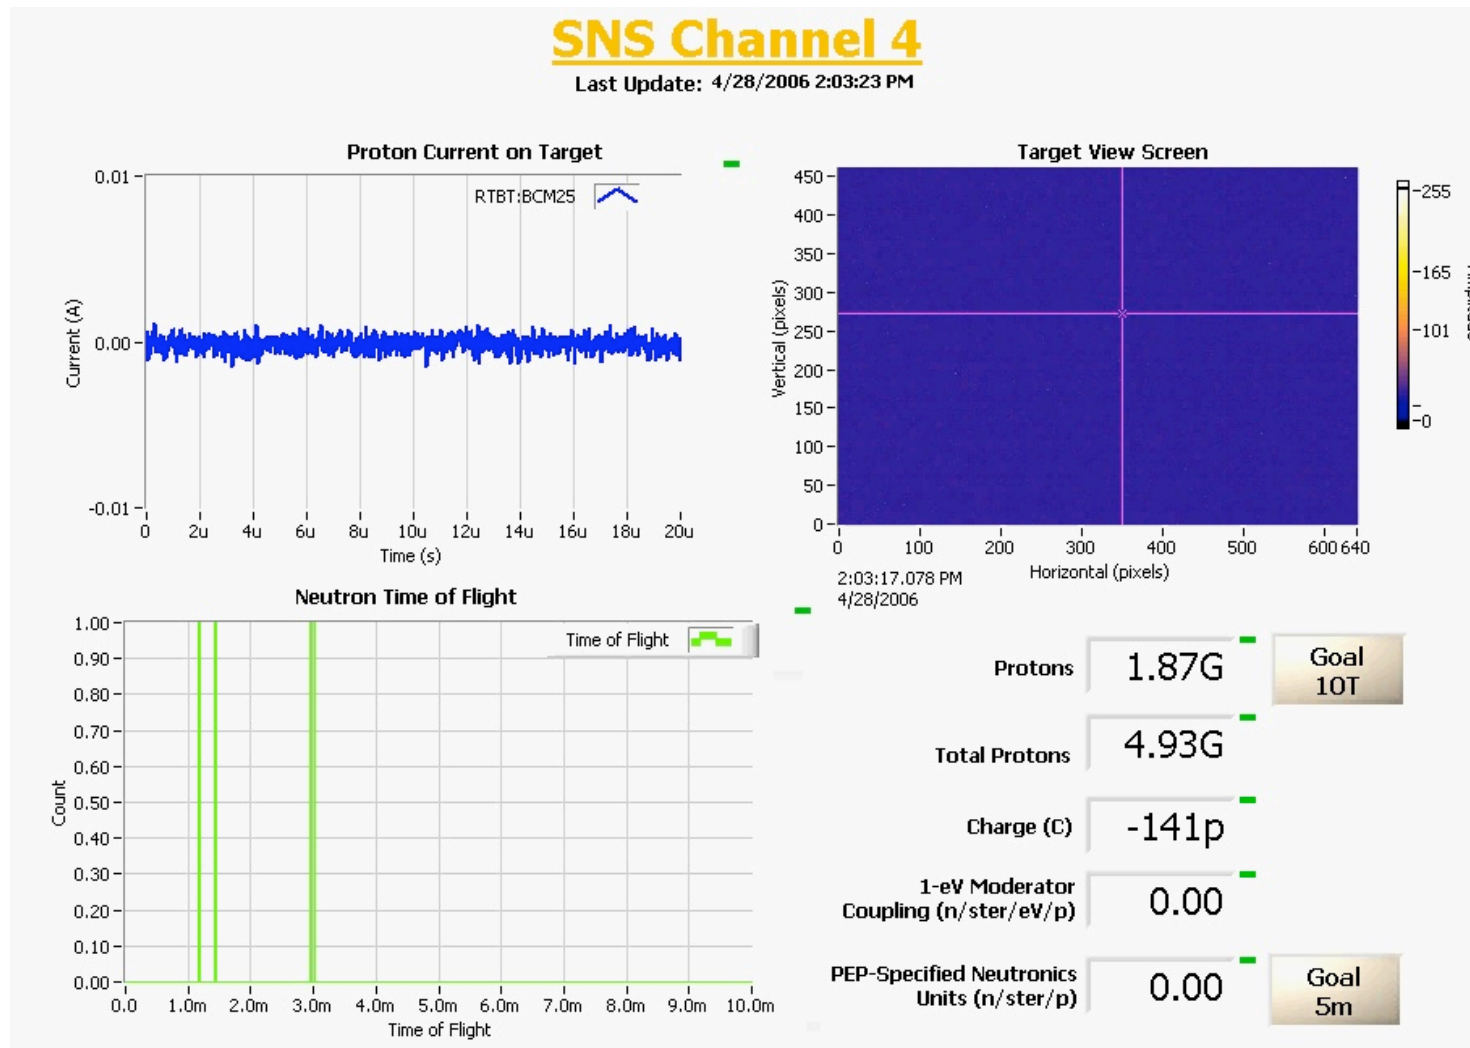 SNS Channel 4
Last Update: 4/28/2006 2:03:23 PM
Proton Current on Target
RTBT:BCM25
0.01
0.00
-0.01
Current (A)
0 2u 4u 6u 8u 10u 12u 14u 16u 18u 20u
Time (s)
Target View Screen
450
400
350
300
250
200
150
100
50
0
Vertical (pixels)
0 100 200 300 400 500 600 640
Horizontal (pixels)
2:03:17.078 PM
4/28/2006
255
165
101
0
Neutron Time of Flight
Time of Flight
1.00
0.90
0.80
0.70
0.60
0.50
0.40
0.30
0.20
0.10
0.00
Count
0.0 1.0m 2.0m 3.0m 4.0m 5.0m 6.0m 7.0m 8.0m 9.0m 10.0m
Time of Flight
Protons 1.87G
Goal
10T
Total Protons 4.93G
Charge (C) -141p
1-eV Moderator
Coupling (n/ster/eV/p)
0.00
PEP-Specified Neutronics
Units (n/ster/p)
0.00
Goal
5m